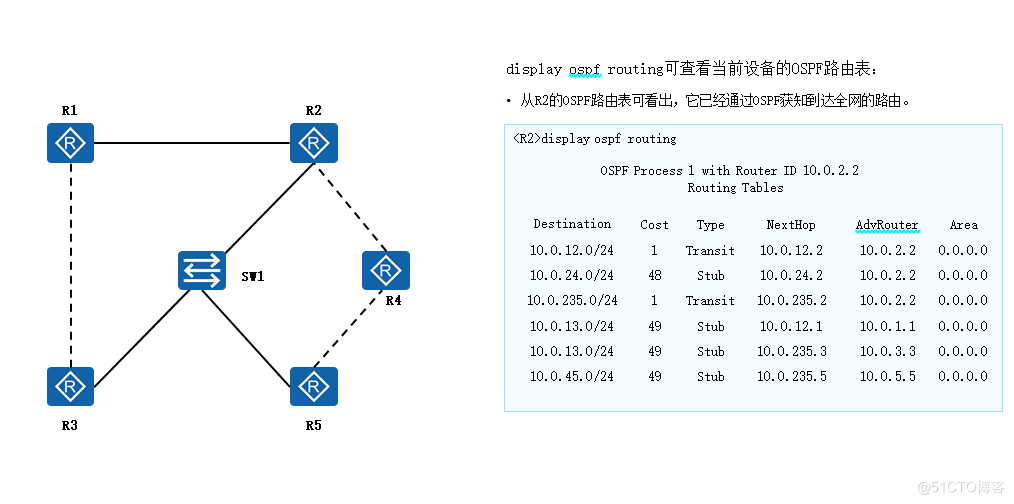 R1
R2
SW1
R4
R3
R5
R
R
R
R
R
display ospf routing可查看当前设备的OSPF路由表：
• 从R2的OSPF路由表可看出，它已经通过OSPF获知到达全网的路由。
<R2>display ospf routing
OSPF Process 1 with Router ID 10.0.2.2
Routing Tables
Destination Cost Type NextHop AdvRouter Area
10.0.12.0/24 1 Transit 10.0.12.2 10.0.2.2 0.0.0.0
10.0.24.0/24 48 Stub 10.0.24.2 10.0.2.2 0.0.0.0
10.0.235.0/24 1 Transit 10.0.235.2 10.0.2.2 0.0.0.0
10.0.13.0/24 49 Stub 10.0.12.1 10.0.1.1 0.0.0.0
10.0.13.0/24 49 Stub 10.0.235.3 10.0.3.3 0.0.0.0
10.0.45.0/24 49 Stub 10.0.235.5 10.0.5.5 0.0.0.0
@51CTO博客